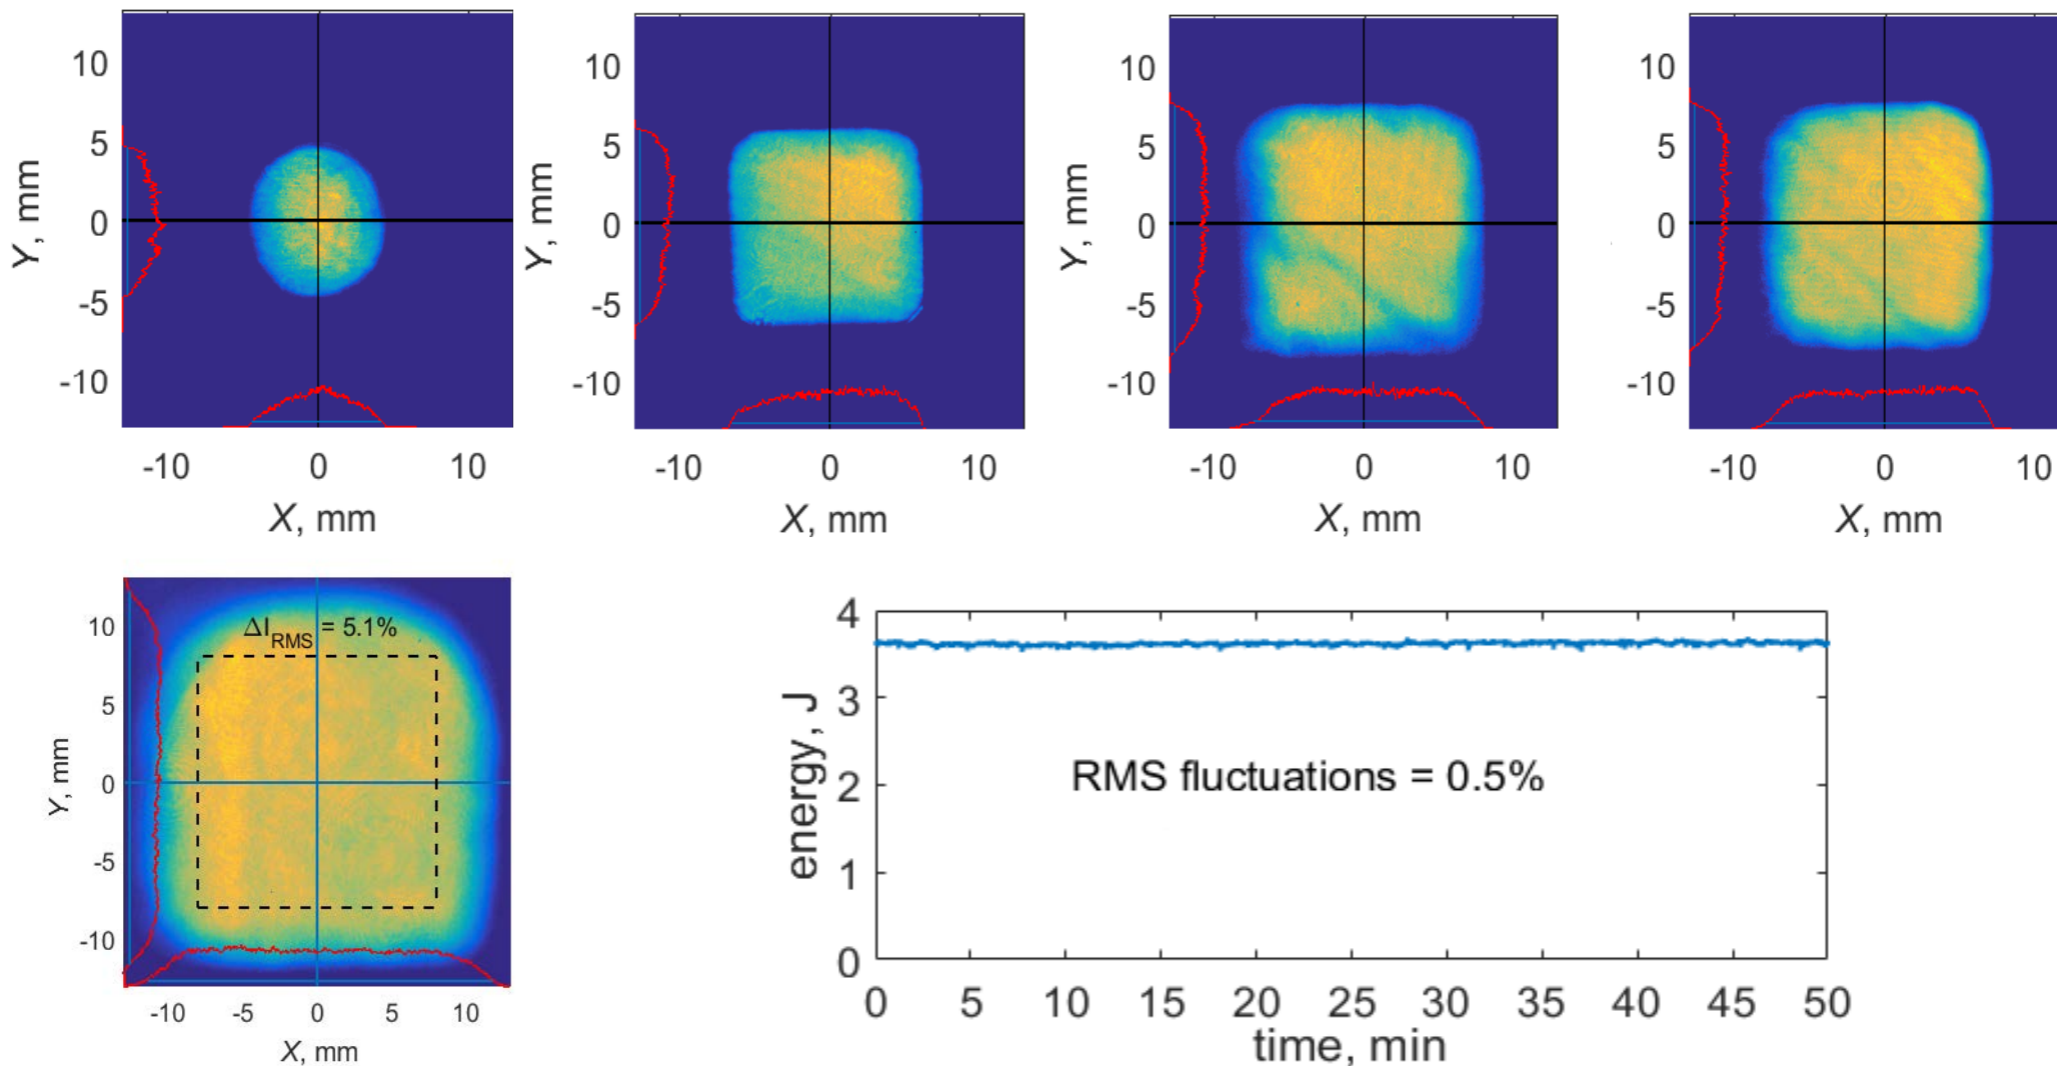 10
5
0
-5
-10
Y, mm
-10 0 10
X, mm
10
5
0
-5
-10
Y, mm
-10 0 10
X, mm
10
5
0
-5
-10
Y, mm
-10 0 10
X, mm
10
5
0
-5
-10
-10 0 10
X, mm
ΔI_RMS = 5.1%
10
5
0
-5
-10
Y, mm
-10 -5 0 5 10
X, mm
4
3
2
1
0
energy, J
RMS fluctuations = 0.5%
0 5 10 15 20 25 30 35 40 45 50
time, min